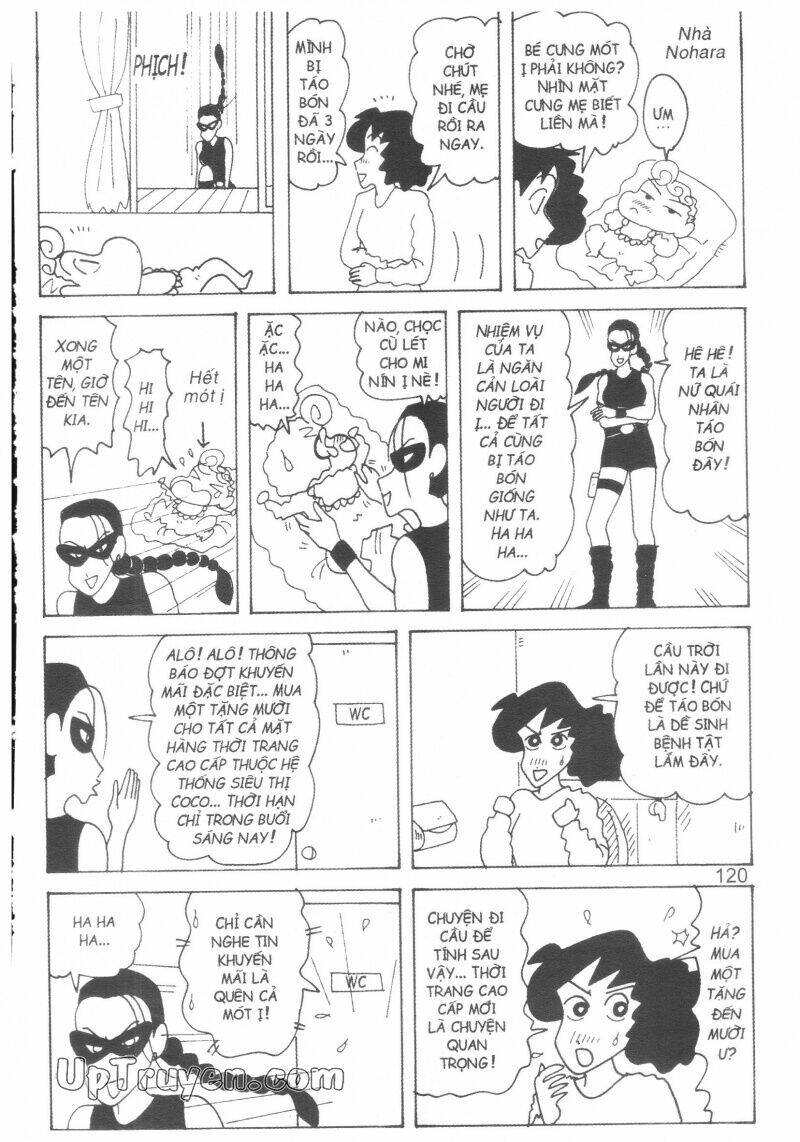 Nhà
Nohara
BÉ CƯNG MÓT
Ị PHẢI KHÔNG?
NHÌN MẶT
CƯNG MẸ BIẾT
LIỀN MÀ!
ƯM
...
CHỜ
CHÚT
NHÉ, MẸ
ĐI CẦU
RỒI RA
NGAY.
MÌNH
BỊ
TÁO
BÓN
ĐÃ 3
NGÀY
RỒI...
PHỊCH!
HÊ HÊ!
TA LÀ
NỮ QUÁI
NHÂN
TÁO
BÓN
ĐÂY!
NHIỆM VỤ
CỦA TA
LÀ NGĂN
CẢN LOÀI
NGƯỜI ĐI
Ị... ĐỂ TẤT
CẢ CÙNG
BỊ TÁO
BÓN
GIỐNG
NHƯ TA.
HA HA
HA...
NÀO, CHỌC
CÙ LÉT
CHO MI
NÍN Ị NÈ!
ẶC
ẶC...
HA
HA
HA...
Hết
mót ị
HI
HI
HI...
XONG
MỘT
TÊN, GIỜ
ĐẾN TÊN
KIA.
CẦU TRỜI
LẦN NÀY ĐI
ĐƯỢC! CHỨ
ĐỂ TÁO BÓN
LÀ DỄ SINH
BỆNH TẬT
LẮM ĐÂY.
ALÔ! ALÔ! THÔNG
BÁO ĐỢT KHUYẾN
MÃI ĐẶC BIỆT... MUA
MỘT TẶNG MƯỜI
CHO TẤT CẢ MẶT
HÀNG THỜI TRANG
CAO CẤP THUỘC HỆ
THỐNG SIÊU THỊ
COCO... THỜI HẠN
CHỈ TRONG BUỔI
SÁNG NAY!
WC
120
HẢ?
MUA
MỘT
TẶNG
ĐẾN
MƯỜI
Ư?
CHUYỆN ĐI
CẦU ĐỂ
TÍNH SAU
VẬY... THỜI
TRANG CAO
CẤP MỚI
LÀ CHUYỆN
QUAN
TRỌNG!
CHỈ CẦN
NGHE TIN
KHUYẾN
MÃI LÀ
QUÊN CẢ
MÓT Ị!
WC
HA HA
HA...
UpTruyen.com